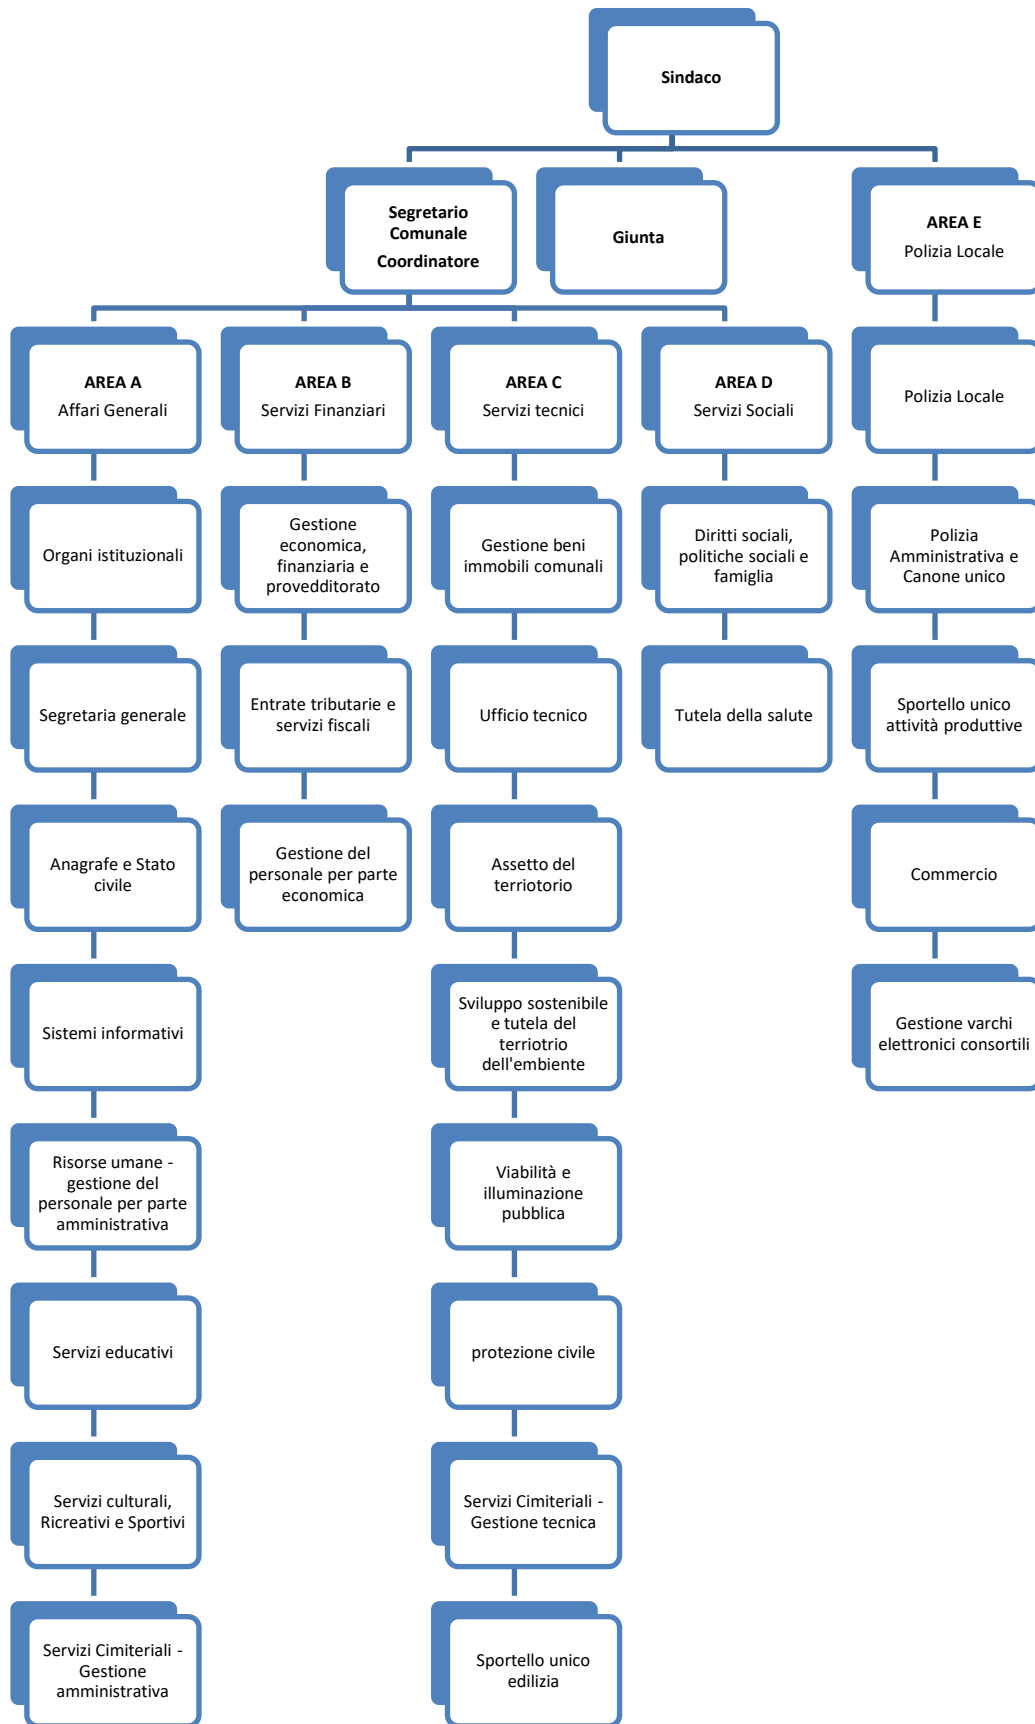 Sindaco
Segretario
Comunale
Coordinatore
Giunta
AREA E
Polizia Locale
AREA A
Affari Generali
AREA B
Servizi Finanziari
AREA C
Servizi tecnici
AREA D
Servizi Sociali
Polizia Locale
Organi istituzionali
Gestione
economica,
finanziaria e
provedditorato
Gestione beni
immobili comunali
Diritti sociali,
politiche sociali e
famiglia
Polizia
Amministrativa e
Canone unico
Segretaria generale
Entrate tributarie e
servizi fiscali
Ufficio tecnico
Tutela della salute
Sportello unico
attività produttive
Anagrafe e Stato
civile
Gestione del
personale per parte
economica
Assetto del
terriotorio
Commercio
Sistemi informativi
Sviluppo sostenibile
e tutela del
terriotrio
dell'embiente
Gestione varchi
elettronici consortili
Risorse umane -
gestione del
personale per parte
amministrativa
Viabilità e
illuminazione
pubblica
Servizi educativi
protezione civile
Servizi culturali,
Ricreativi e Sportivi
Servizi Cimiteriali -
Gestione tecnica
Servizi Cimiteriali -
Gestione
amministrativa
Sportello unico
edilizia